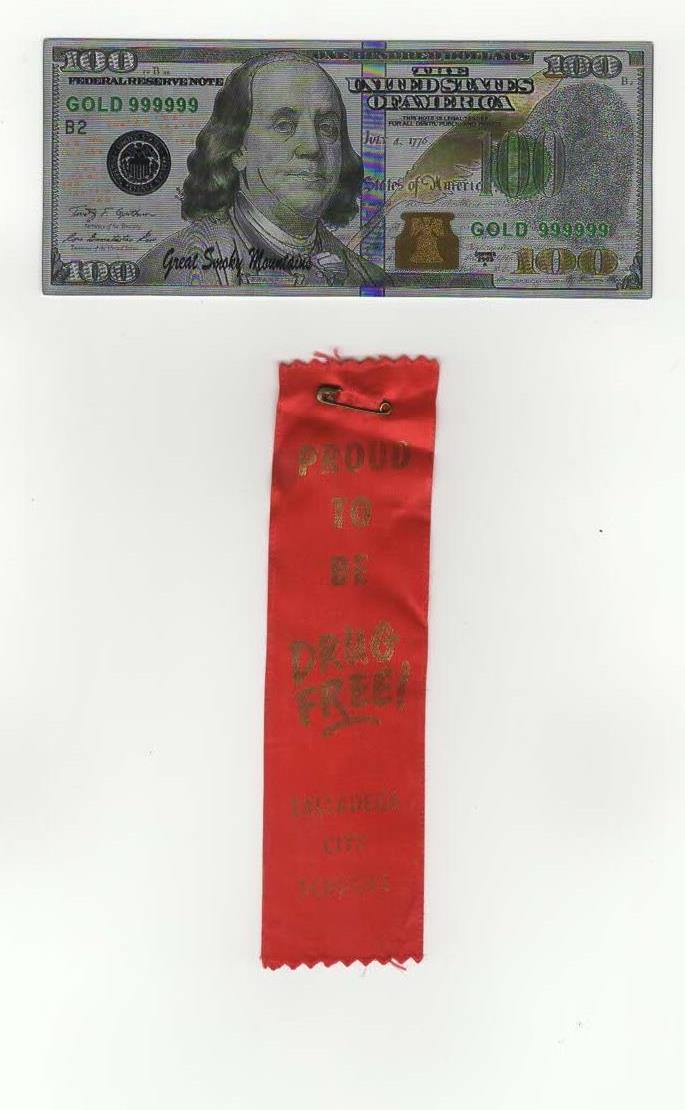 100 ONE HUNDRED DOLLARS 100
FEDERAL RESERVE NOTE THE
UNITED STATES
GOLD 999999 OF AMERICA
B2 THIS NOTE IS LEGAL TENDER
FOR ALL DEBTS, PUBLIC AND PRIVATE
JULY 4, 1776
100
States of America
GOLD 999999
100 Great Smoky Mountains 100
PROUD
TO
BE
DRUG
FREE!
TALLADEGA
CITY
SCHOOLS